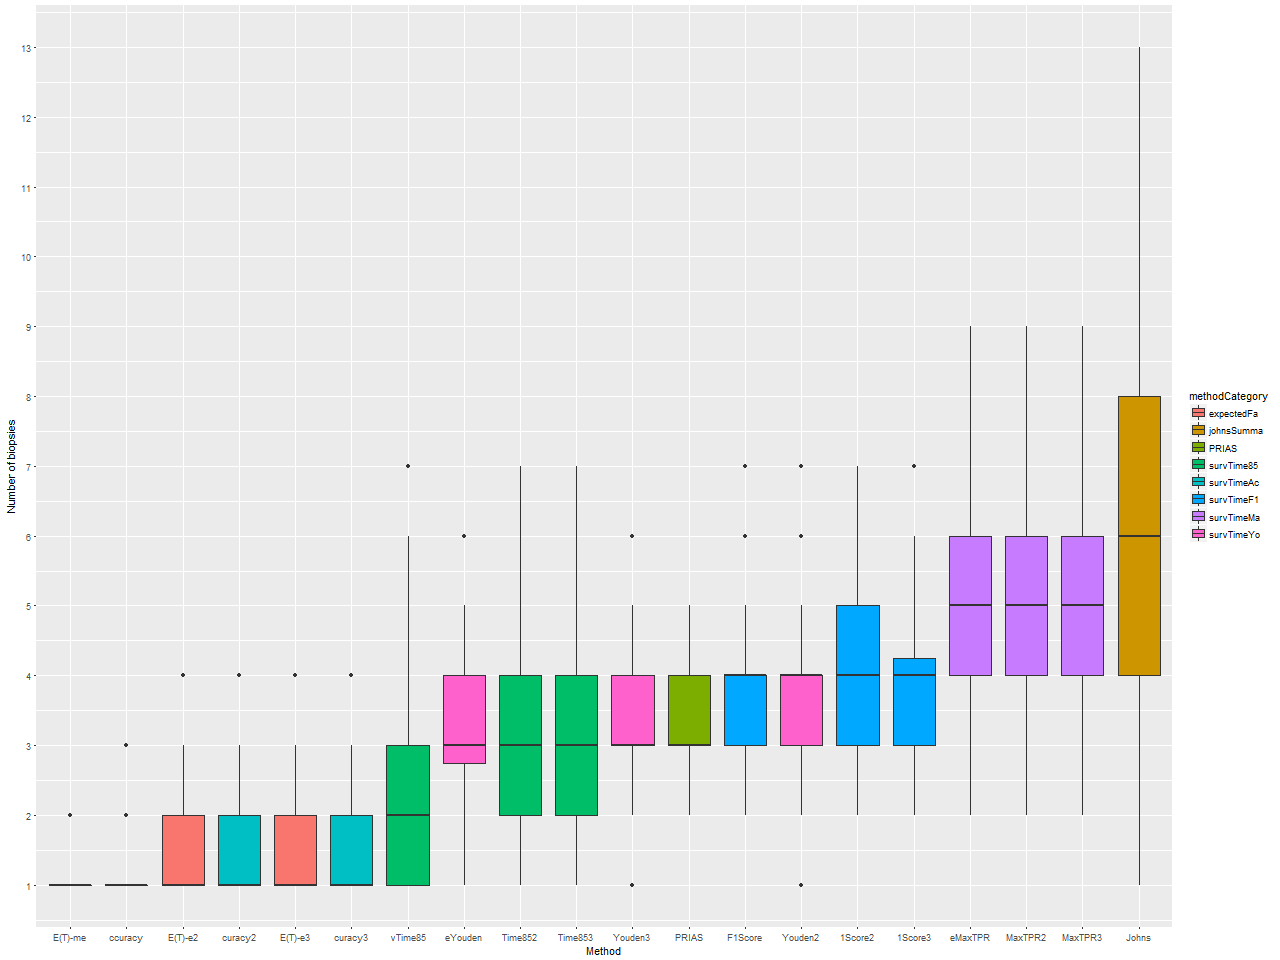 Number of biopsies
13
12
11
10
9
8
7
6
5
4
3
2
1
E(T)-me ccuracy E(T)-e2 curacy2 E(T)-e3 curacy3 vTime85 eYouden Time852 Time853 Youden3 PRIAS F1Score Youden2 1Score2 1Score3 eMaxTPR MaxTPR2 MaxTPR3 Johns
Method
methodCategory
expectedFa
johnsSumma
PRIAS
survTime85
survTimeAc
survTimeF1
survTimeMa
survTimeYo